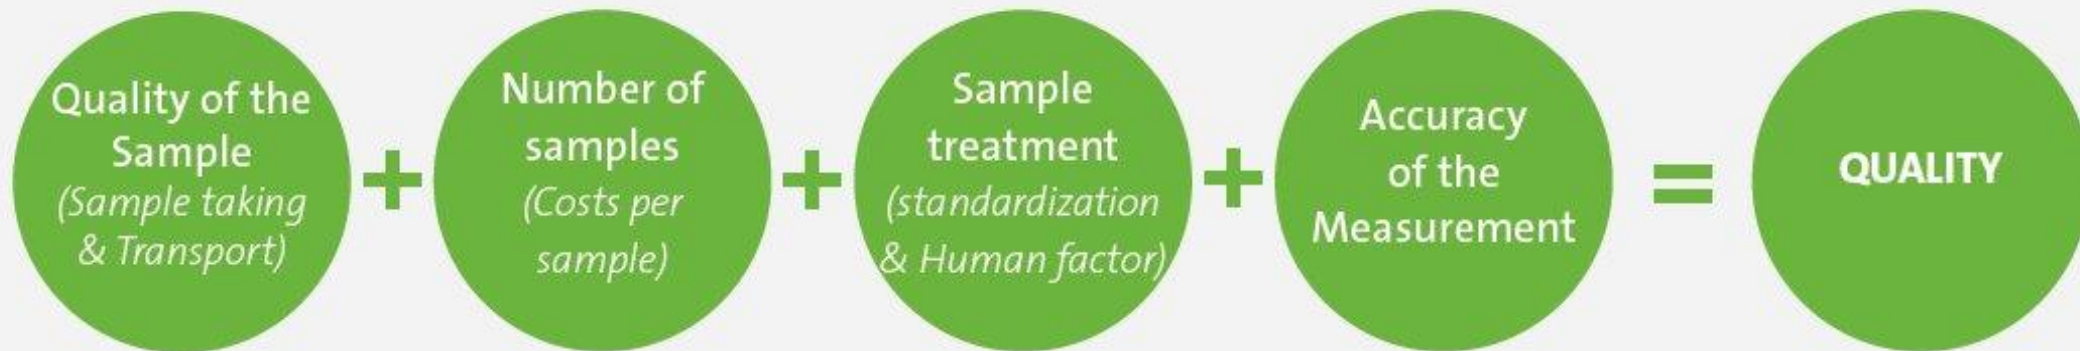 Quality of the
Sample
(Sample taking
& Transport)
+
Number of
samples
(Costs per
sample)
+
Sample
treatment
(standardization
& Human factor)
+
Accuracy
of the
Measurement
=
QUALITY